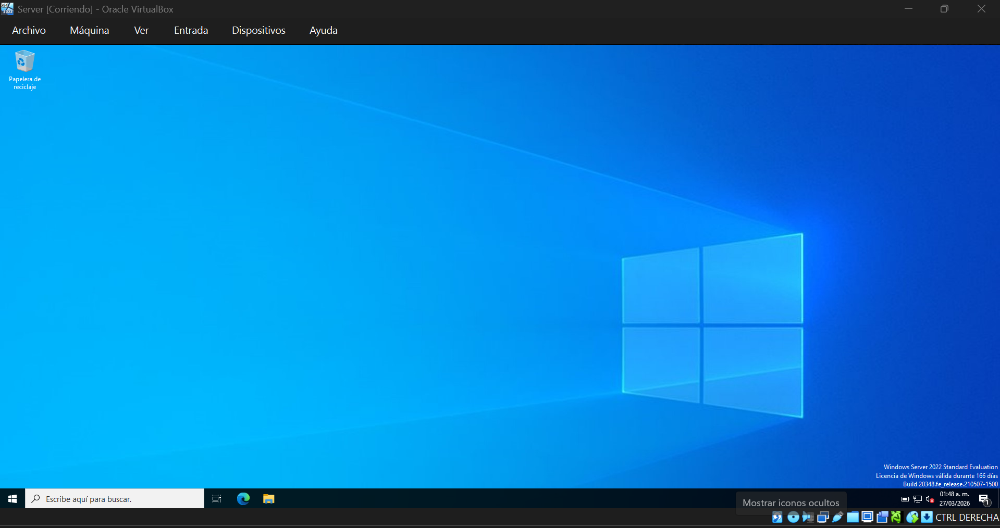 Server [Corriendo] - Oracle VirtualBox
Archivo Máquina Ver Entrada Dispositivos Ayuda
Papelera de
reciclaje
Windows Server 2022 Standard Evaluation
Licencia de Windows válida durante 166 días
Build 20348.fe_release.210507-1500
Escribe aquí para buscar.
Mostrar iconos ocultos
01:48 a. m.
27/03/2026
1
CTRL DERECHA